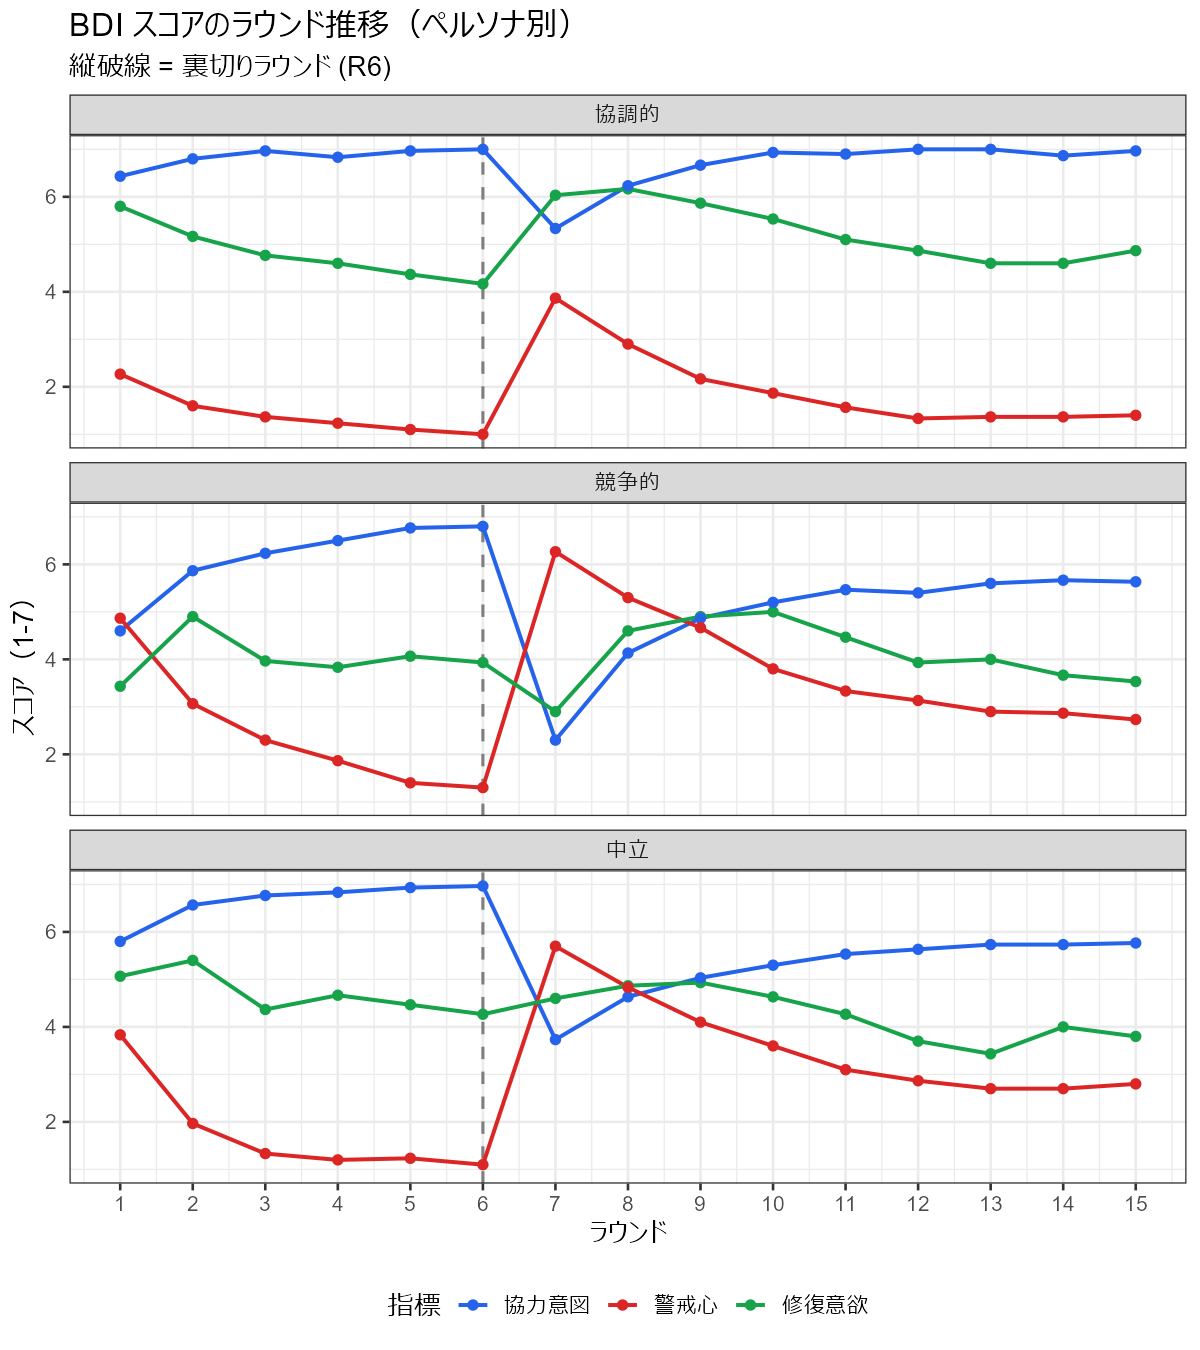 BDI スコアのラウンド推移（ペルソナ別）
縦破線 = 裏切りラウンド (R6)
協調的
6
4
2
競争的
6
4
2
スコア（1-7）
中立
6
4
2
1 2 3 4 5 6 7 8 9 10 11 12 13 14 15
ラウンド
指標 協力意図 警戒心 修復意欲